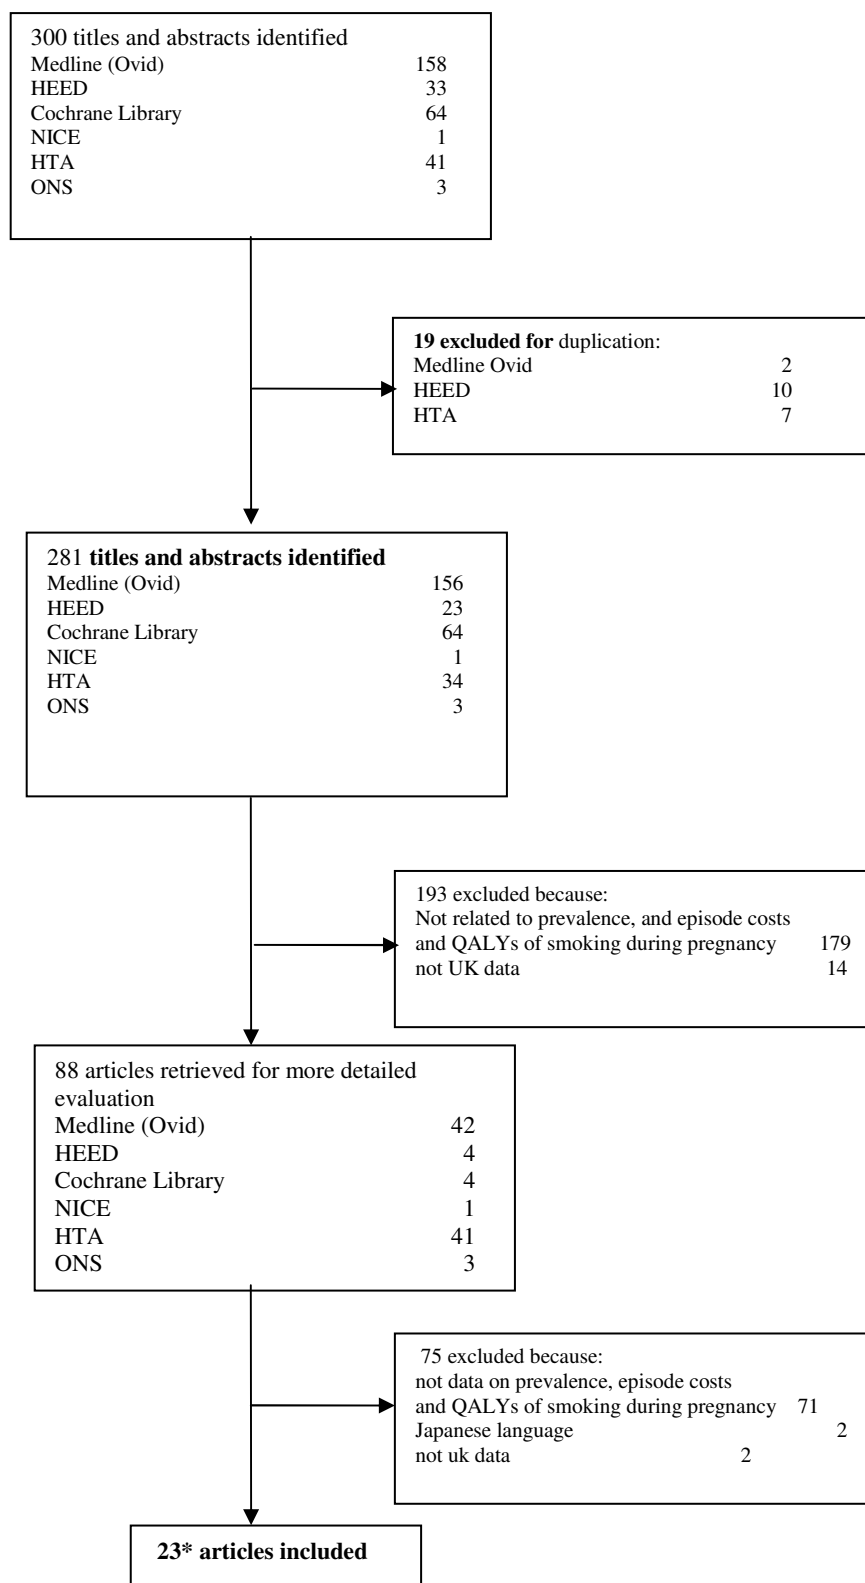 300 titles and abstracts identified
Medline (Ovid) 158
HEED 33
Cochrane Library 64
NICE 1
HTA 41
ONS 3
19 excluded for duplication:
Medline Ovid 2
HEED 10
HTA 7
281 titles and abstracts identified
Medline (Ovid) 156
HEED 23
Cochrane Library 64
NICE 1
HTA 34
ONS 3
193 excluded because:
Not related to prevalence, and episode costs
and QALYs of smoking during pregnancy 179
not UK data 14
88 articles retrieved for more detailed
evaluation
Medline (Ovid) 42
HEED 4
Cochrane Library 4
NICE 1
HTA 41
ONS 3
75 excluded because:
not data on prevalence, episode costs
and QALYs of smoking during pregnancy 71
Japanese language 2
not uk data 2
23* articles included